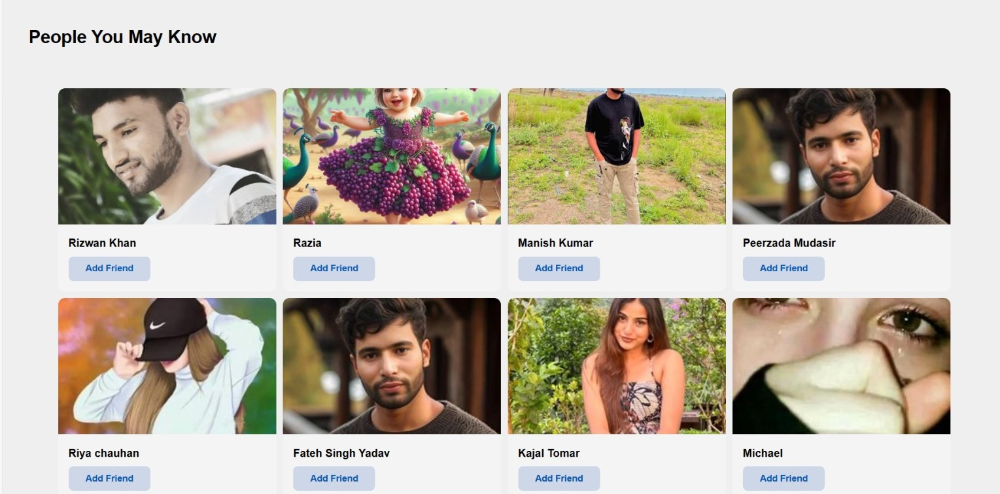 People You May Know
Rizwan Khan
Razia
Manish Kumar
Peerzada Mudasir
Add Friend
Add Friend
Add Friend
Add Friend
Riya chauhan
Fateh Singh Yadav
Kajal Tomar
Michael
Add Friend
Add Friend
Add Friend
Add Friend